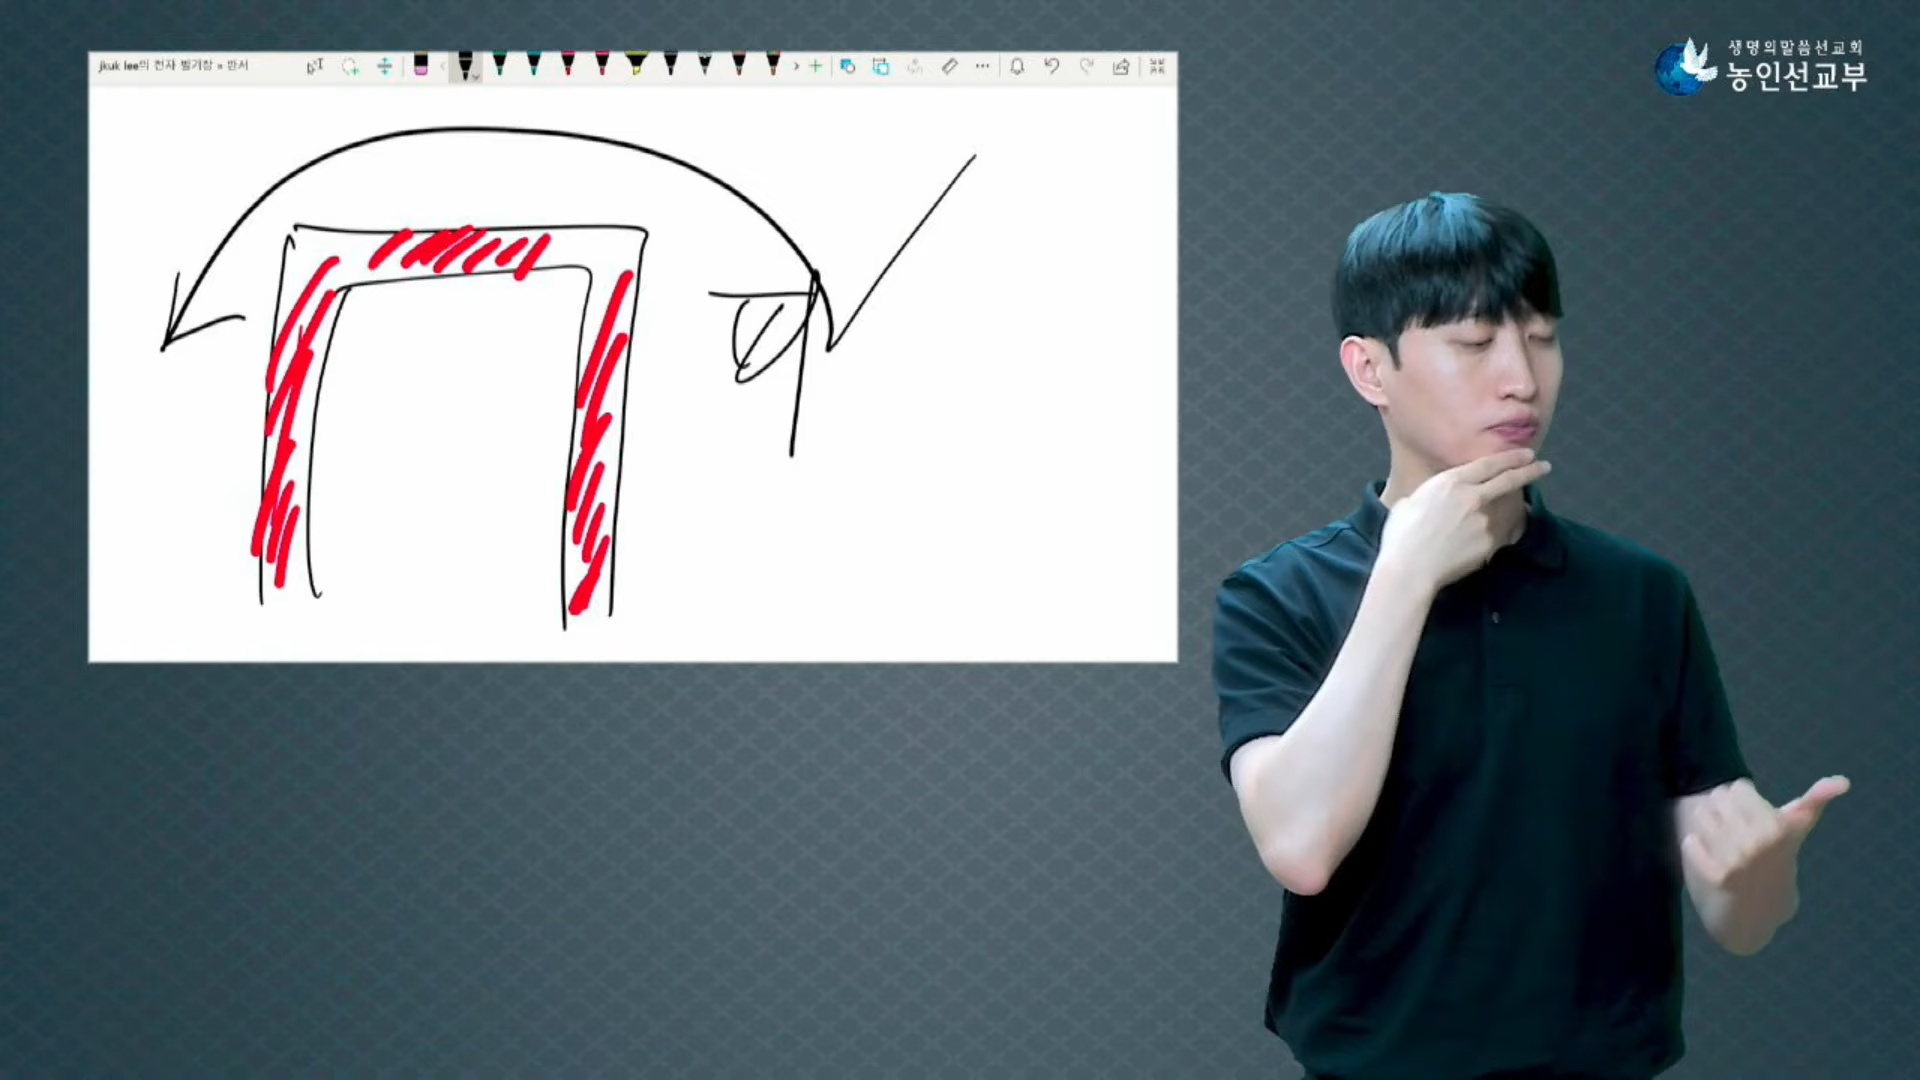 jkuk lee의 전자 필기장 » 판서
생명의말씀선교회
농인선교부